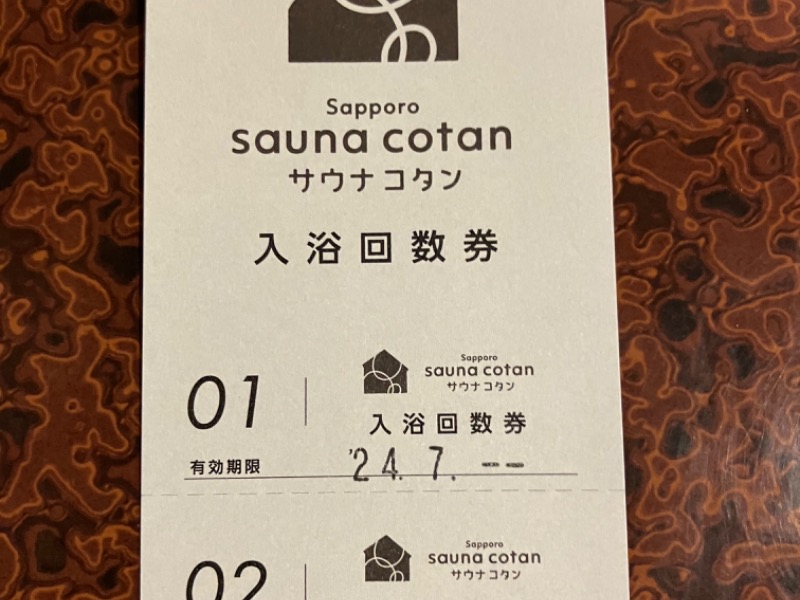 Sapporo
sauna cotan
サウナコタン
入浴回数券
01
Sapporo
sauna cotan
サウナコタン
入浴回数券
有効期限 '24.7.--
02
Sapporo
sauna cotan
サウナコタン